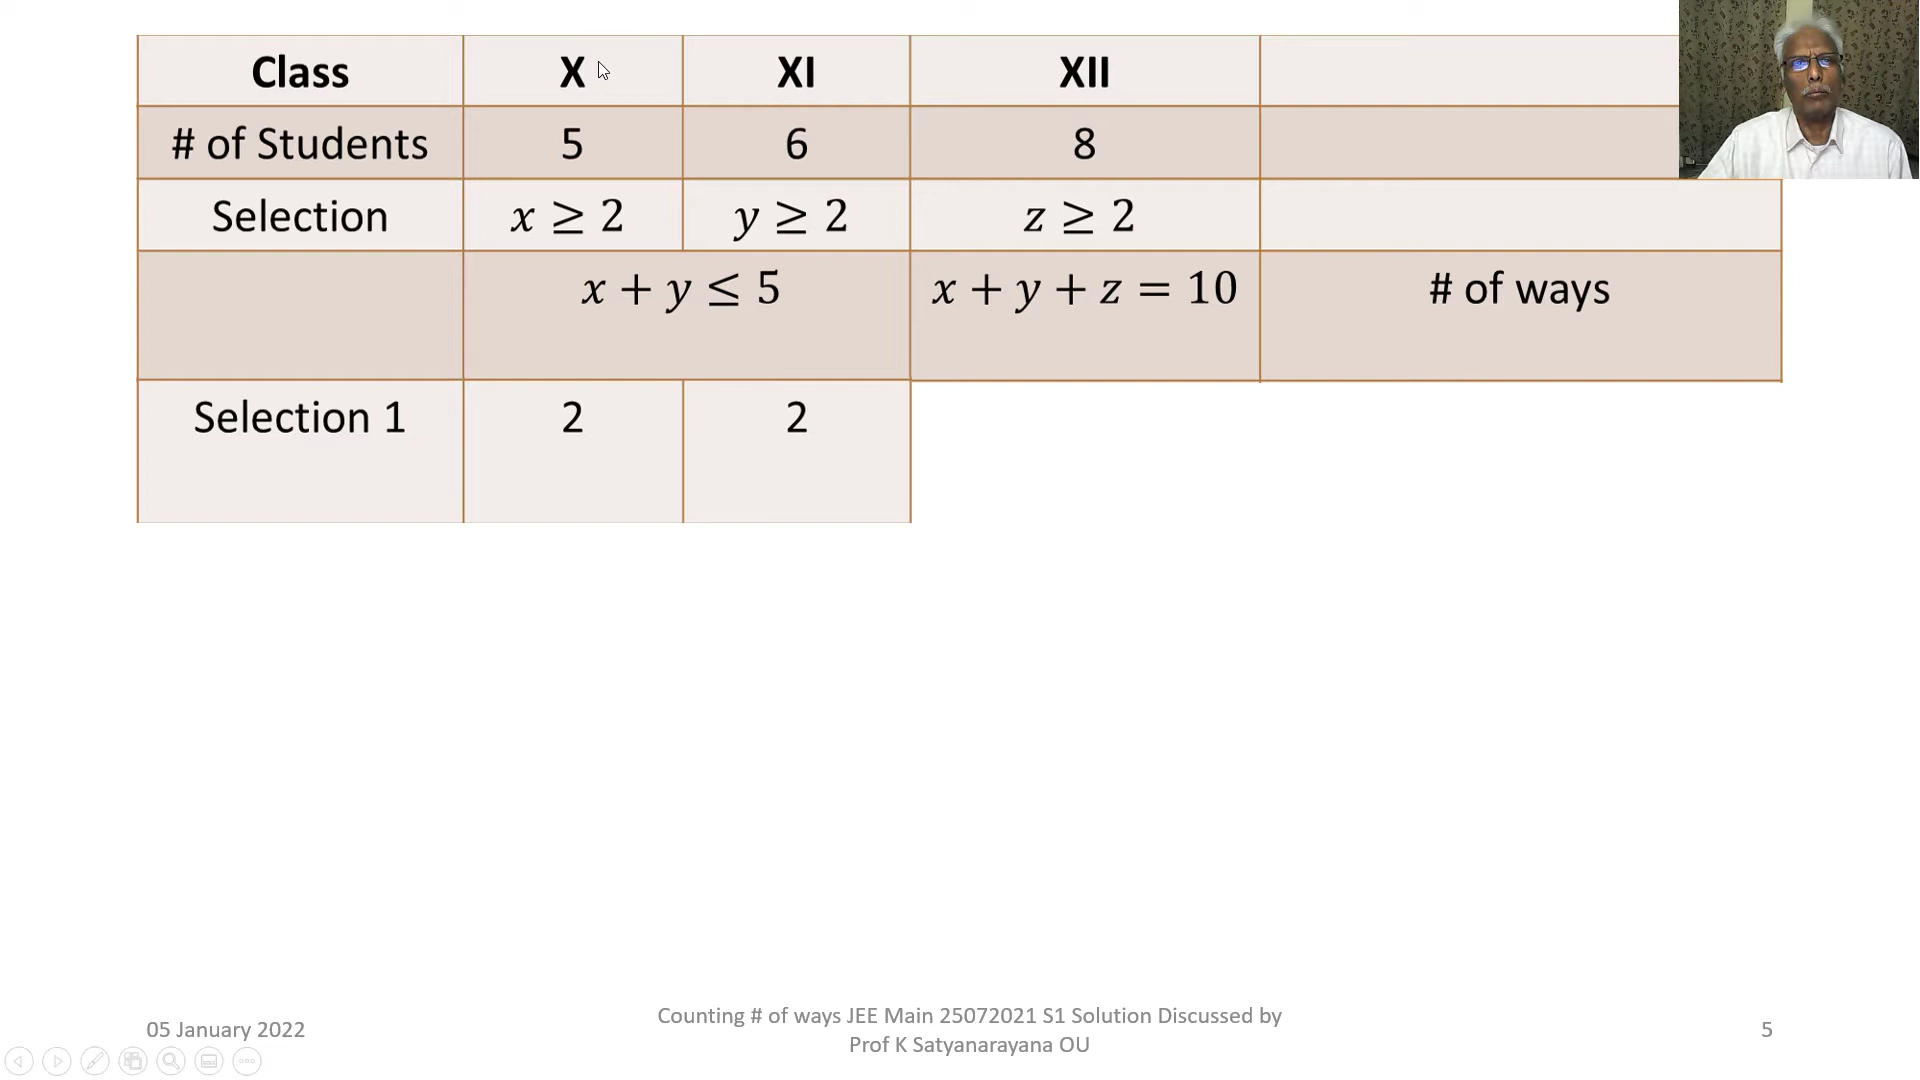 Class X XI XII
# of Students 5 6 8
Selection x ≥ 2 y ≥ 2 z ≥ 2
x + y ≤ 5 x + y + z = 10 # of ways
Selection 1 2 2
05 January 2022
Counting # of ways JEE Main 25072021 S1 Solution Discussed by
Prof K Satyanarayana OU
5